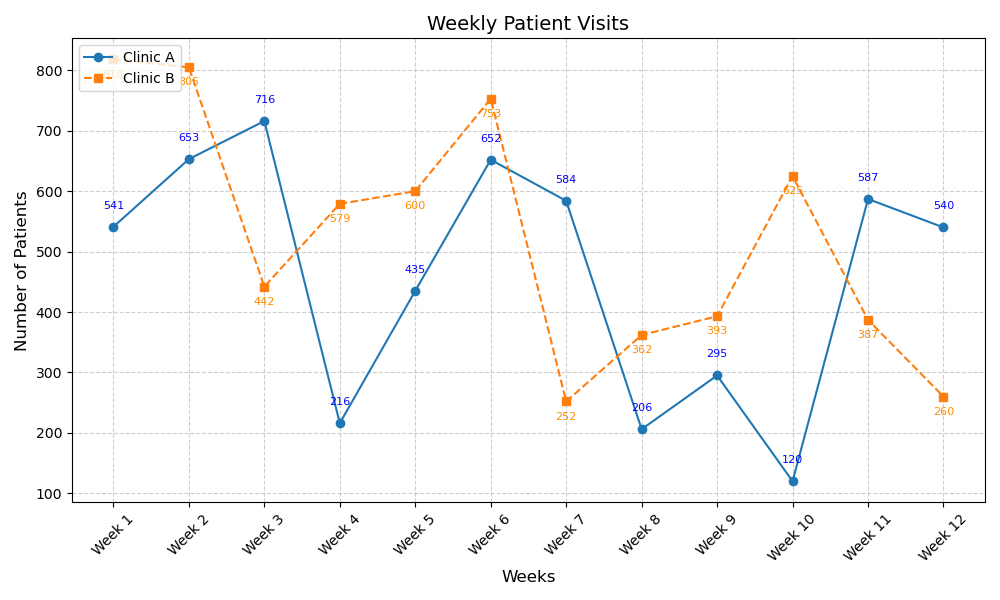 Weekly Patient Visits
Clinic A
Clinic B
Number of Patients
800
700
600
500
400
300
200
100
541
653
716
216
435
652
584
206
295
120
587
540
805
442
579
600
753
252
362
393
625
387
260
Week 1
Week 2
Week 3
Week 4
Week 5
Week 6
Week 7
Week 8
Week 9
Week 10
Week 11
Week 12
Weeks